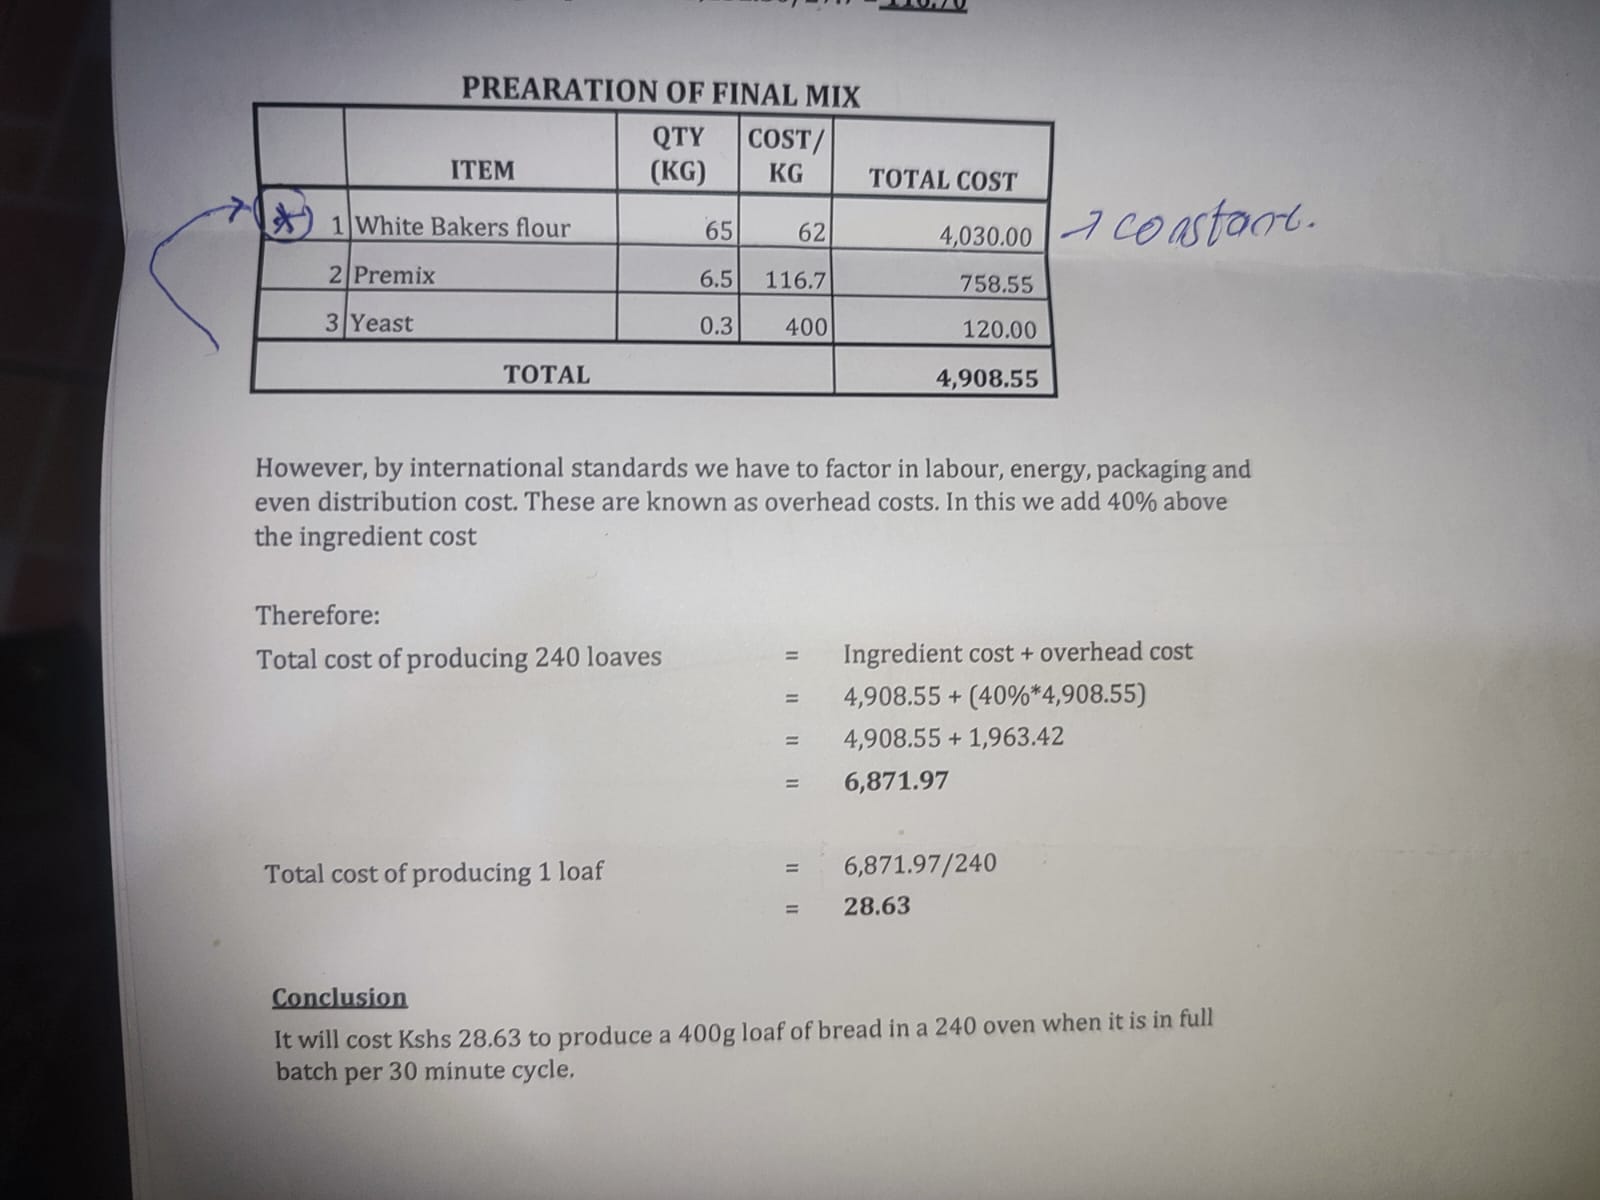 PREARATION OF FINAL MIX
ITEM QTY (KG) COST/ KG TOTAL COST
* 1 White Bakers flour 65 62 4,030.00 → constant.
2 Premix 6.5 116.7 758.55
3 Yeast 0.3 400 120.00
TOTAL 4,908.55
However, by international standards we have to factor in labour, energy, packaging and
even distribution cost. These are known as overhead costs. In this we add 40% above
the ingredient cost
Therefore:
Total cost of producing 240 loaves = Ingredient cost + overhead cost
= 4,908.55 + (40%*4,908.55)
= 4,908.55 + 1,963.42
= 6,871.97
Total cost of producing 1 loaf = 6,871.97/240
= 28.63
Conclusion
It will cost Kshs 28.63 to produce a 400g loaf of bread in a 240 oven when it is in full
batch per 30 minute cycle.